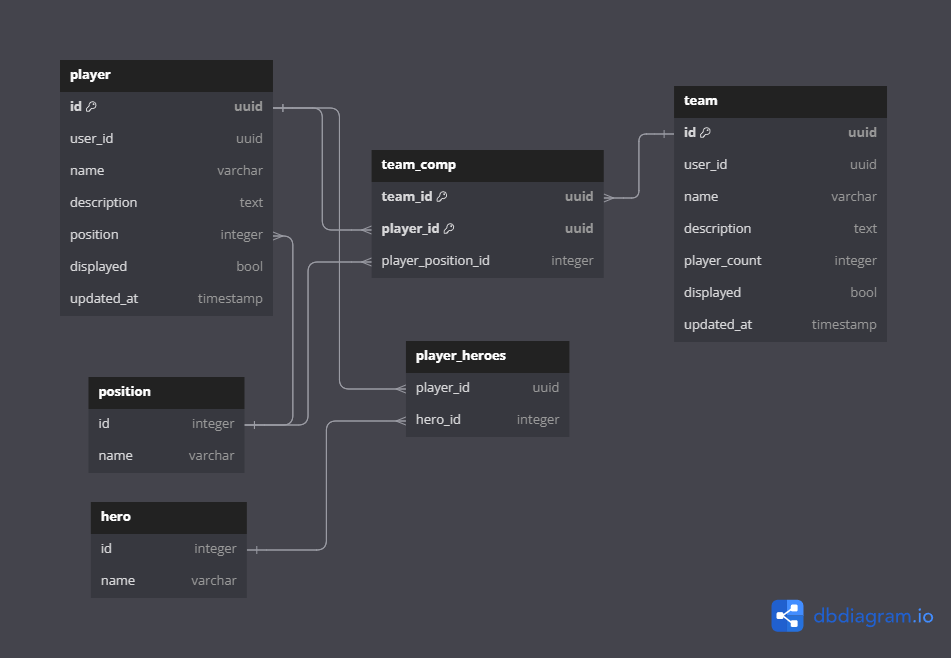 player
id uuid
user_id uuid
name varchar
description text
position integer
displayed bool
updated_at timestamp
team_comp
team_id uuid
player_id uuid
player_position_id integer
team
id uuid
user_id uuid
name varchar
description text
player_count integer
displayed bool
updated_at timestamp
player_heroes
player_id uuid
hero_id integer
position
id integer
name varchar
hero
id integer
name varchar
dbdiagram.io